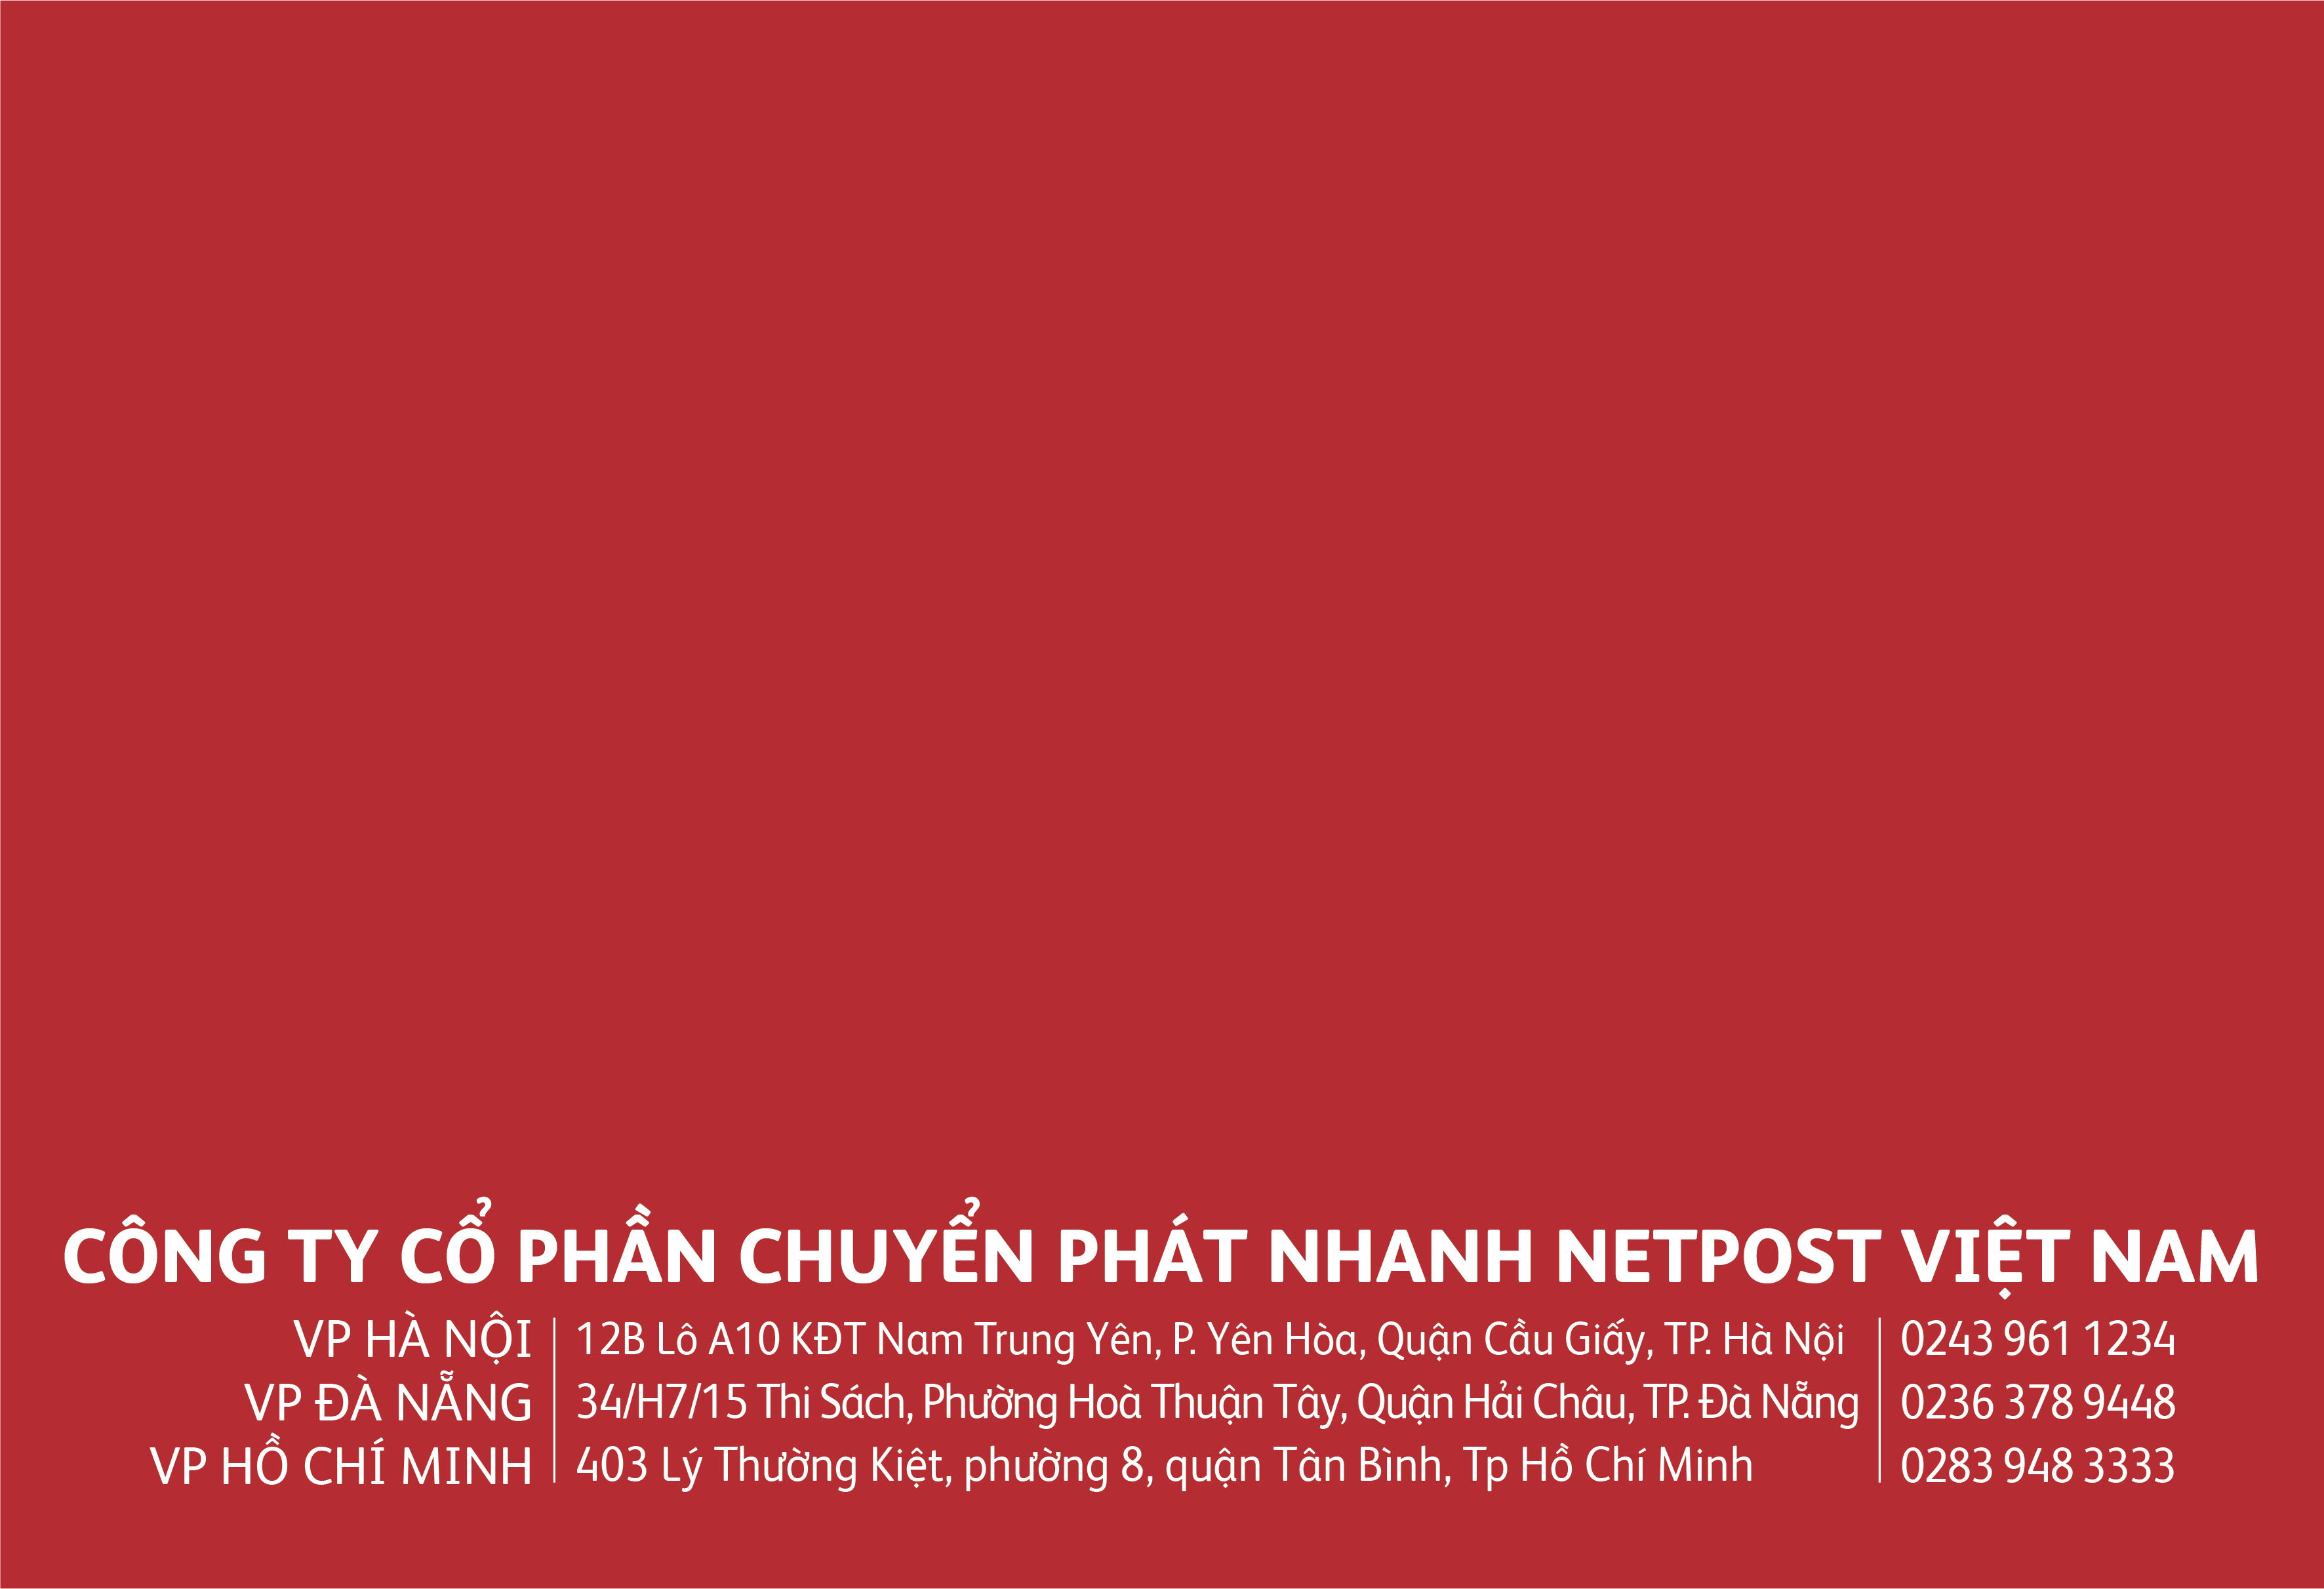 CÔNG TY CỔ PHẦN CHUYỂN PHÁT NHANH NETPOST VIỆT NAM
VP HÀ NỘI 12B Lô A10 KĐT Nam Trung Yên, P. Yên Hòa, Quận Cầu Giấy, TP. Hà Nội 0243 961 1234
VP ĐÀ NẴNG 34/H7/15 Thi Sách, Phường Hoà Thuận Tây, Quận Hải Châu, TP. Đà Nẵng 0236 378 9448
VP HỒ CHÍ MINH 403 Lý Thường Kiệt, phường 8, quận Tân Bình, Tp Hồ Chí Minh 0283 948 3333